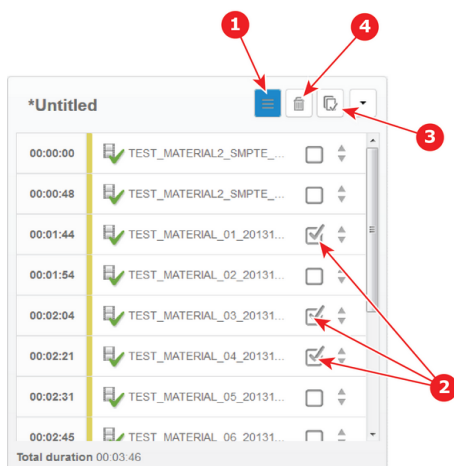 1
4
*Untitled
3
00:00:00 TEST_MATERIAL2_SMPTE_...
00:00:48 TEST_MATERIAL2_SMPTE_...
00:01:44 TEST_MATERIAL_01_20131...
00:01:54 TEST_MATERIAL_02_20131...
00:02:04 TEST_MATERIAL_03_20131...
00:02:21 TEST_MATERIAL_04_20131...
2
00:02:31 TEST_MATERIAL_05_20131...
00:02:45 TEST_MATERIAL_06_20131...
Total duration 00:03:46